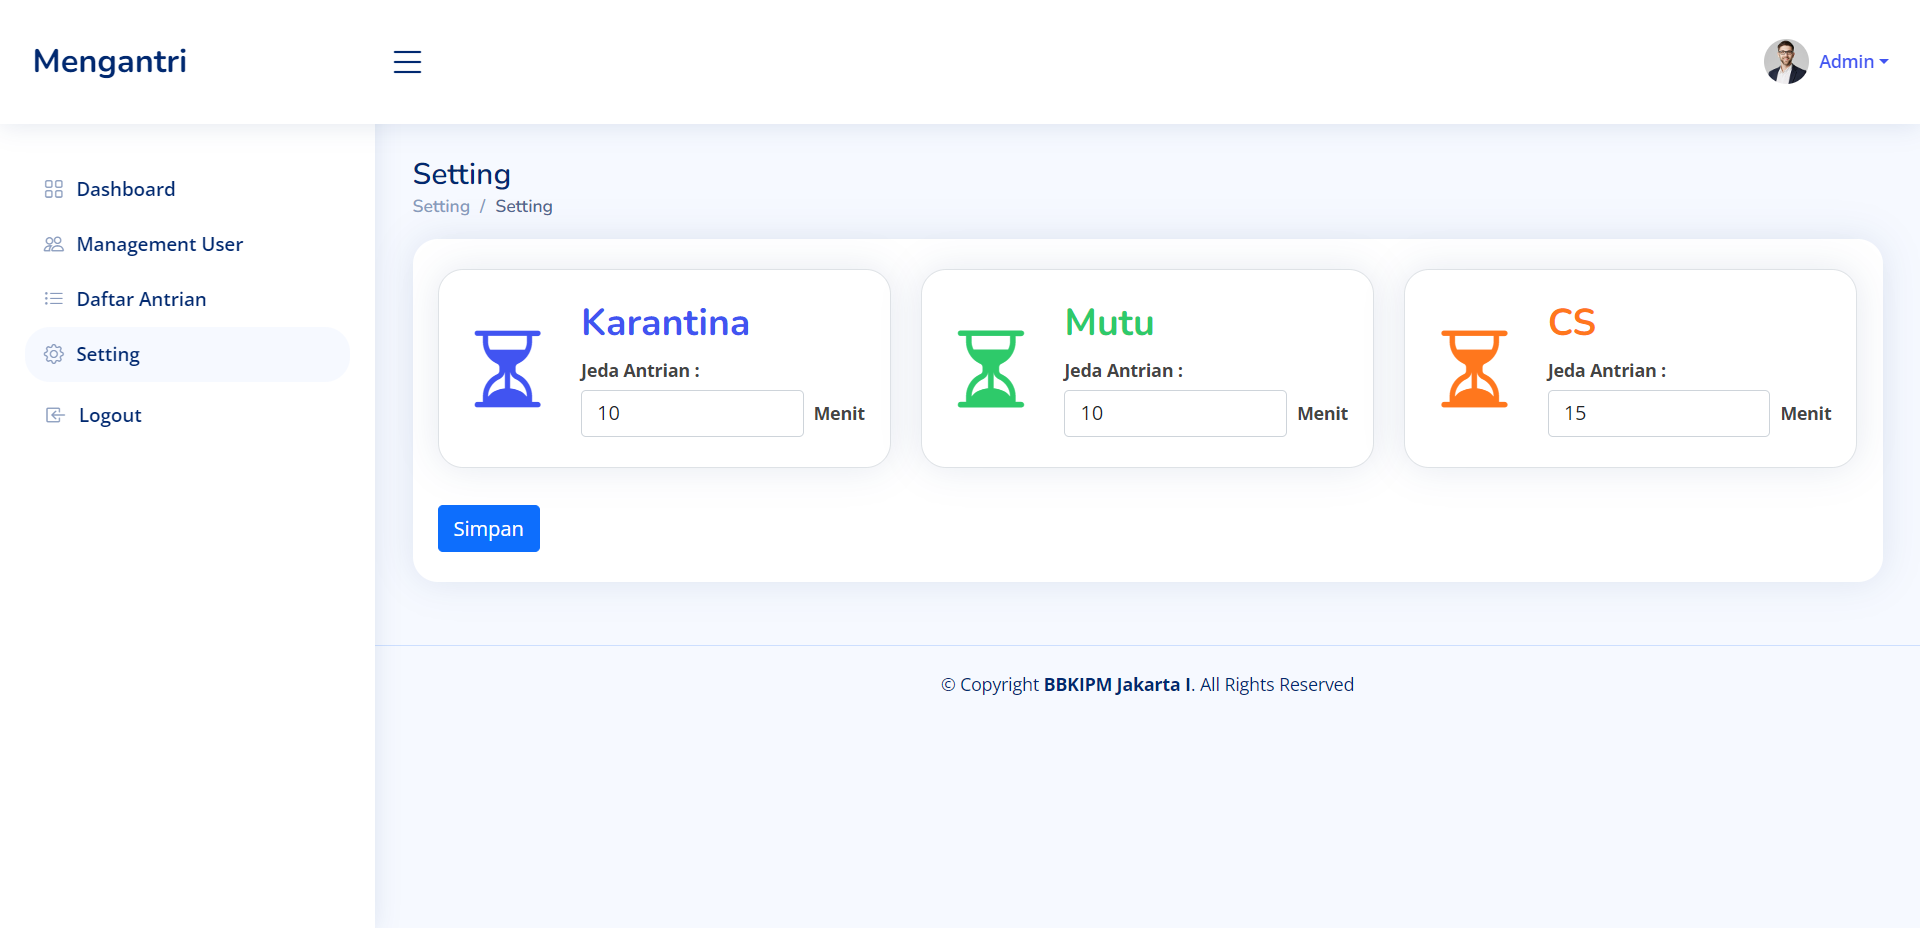 Mengantri
Admin
Dashboard
Management User
Daftar Antrian
Setting
Logout
Setting
Setting / Setting
Karantina
Jeda Antrian :
10 Menit
Mutu
Jeda Antrian :
10 Menit
CS
Jeda Antrian :
15 Menit
Simpan
© Copyright BBKIPM Jakarta I. All Rights Reserved